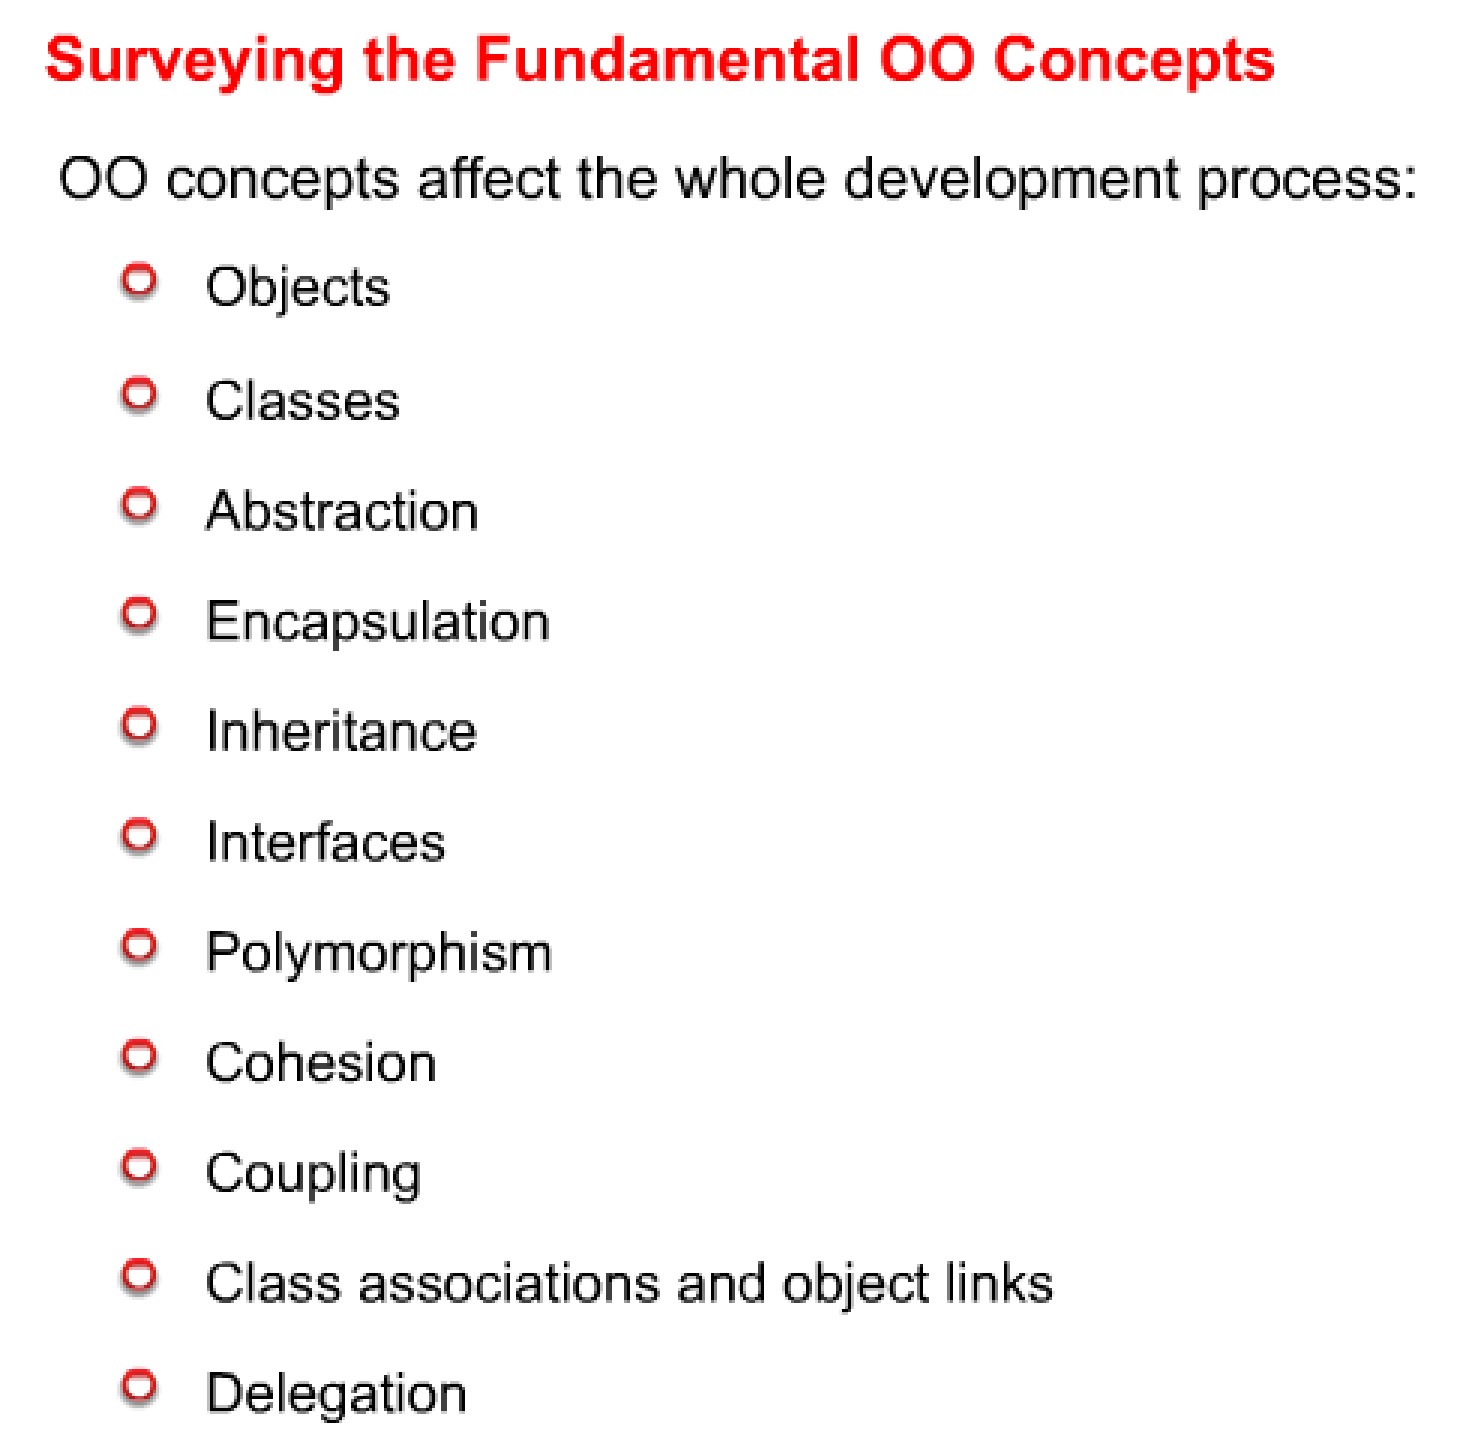 Surveying the Fundamental OO Concepts
OO concepts affect the whole development process:
Objects
Classes
Abstraction
Encapsulation
Inheritance
Interfaces
Polymorphism
Cohesion
Coupling
Class associations and object links
Delegation